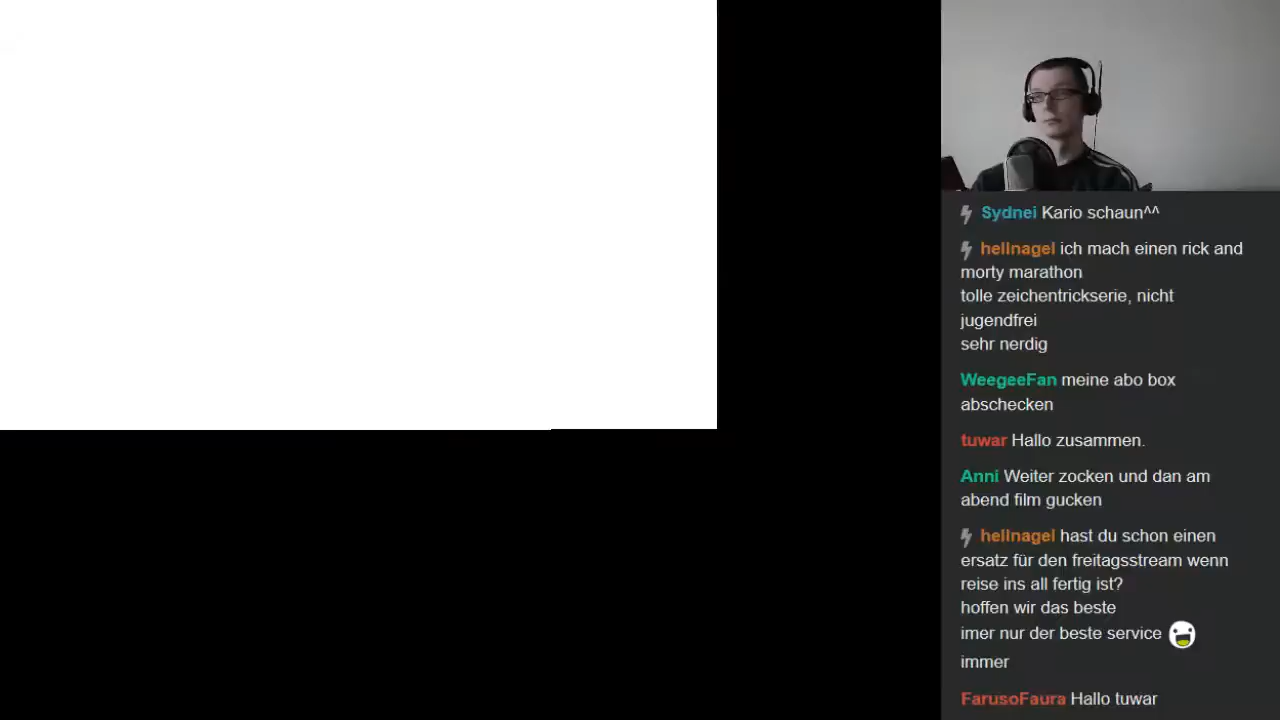 Sydnei Kario schaun^^
hellnagel ich mach einen rick and
morty marathon
tolle zeichentrickserie, nicht
jugendfrei
sehr nerdig
WeegeeFan meine abo box
abschecken
tuwar Hallo zusammen.
Anni Weiter zocken und dan am
abend film gucken
hellnagel hast du schon einen
ersatz für den freitagsstream wenn
reise ins all fertig ist?
hoffen wir das beste
imer nur der beste service
immer
FarusoFaura Hallo tuwar